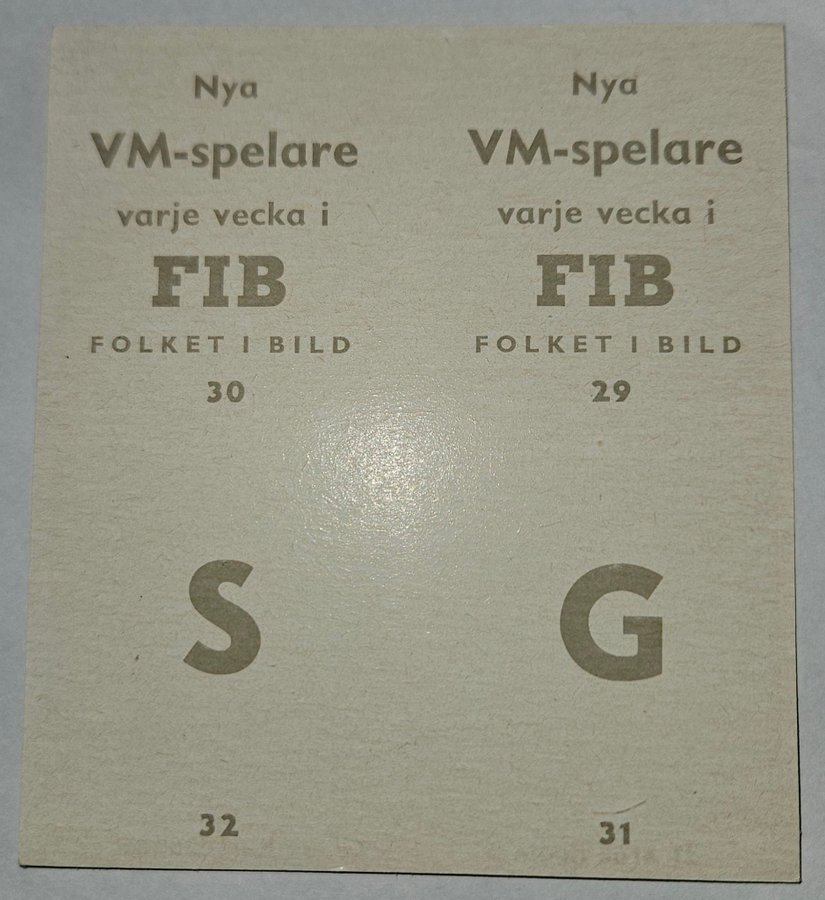 Nya
VM-spelare
varje vecka i
FIB
FOLKET I BILD
30
S
32
Nya
VM-spelare
varje vecka i
FIB
FOLKET I BILD
29
G
31